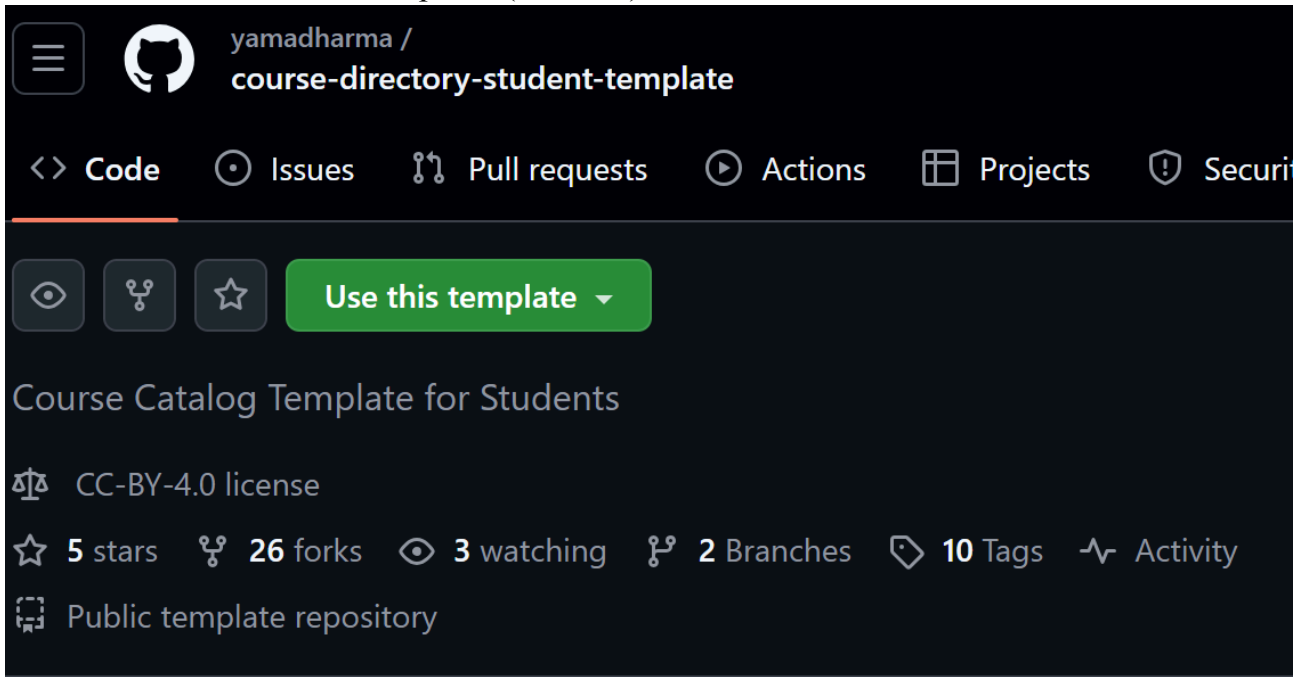 yamadharma /
course-directory-student-template
Code Issues Pull requests Actions Projects Securit
Use this template
Course Catalog Template for Students
CC-BY-4.0 license
5 stars 26 forks 3 watching 2 Branches 10 Tags Activity
Public template repository